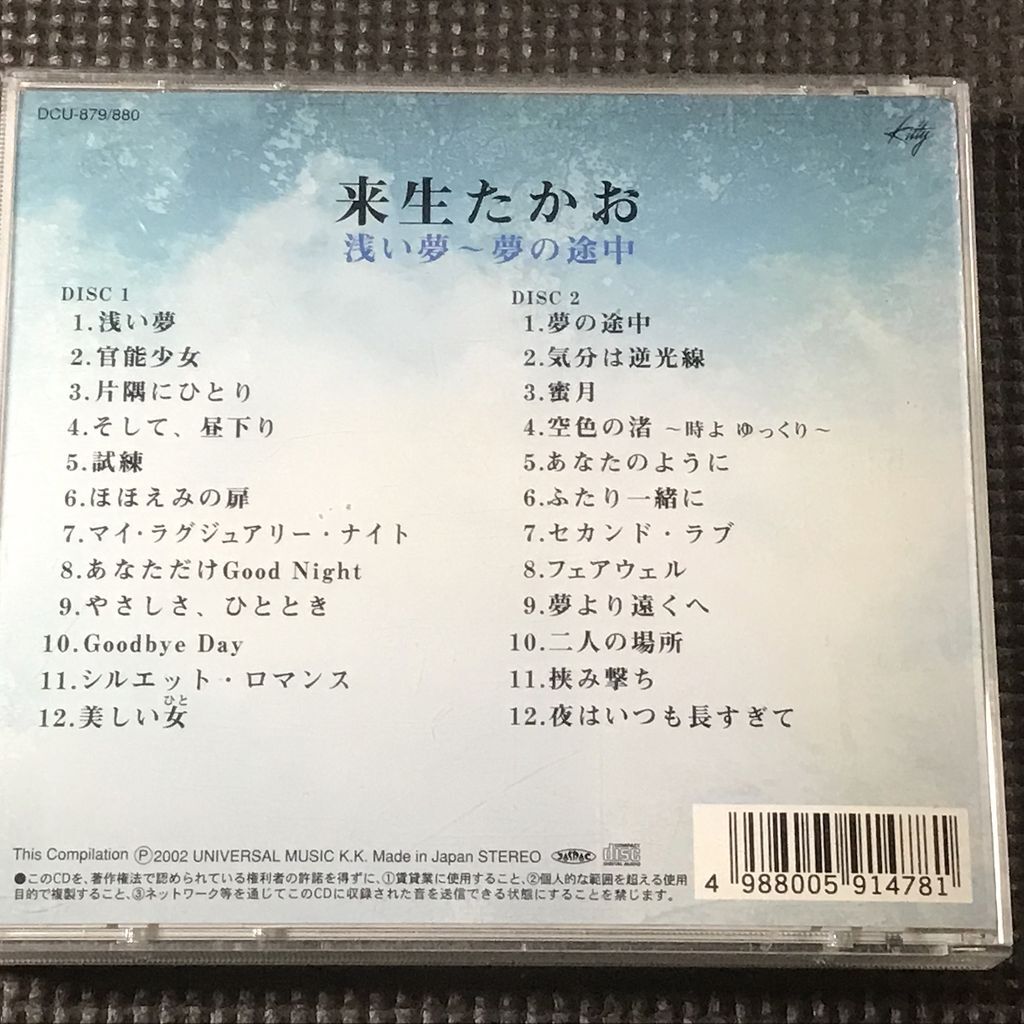 DCU-879/880
Kitty
来生たかお
浅い夢～夢の途中
DISC 1
1.浅い夢
2.官能少女
3.片隅にひとり
4.そして、昼下り
5.試練
6.ほほえみの扉
7.マイ・ラグジュアリー・ナイト
8.あなただけGood Night
9.やさしさ、ひととき
10.Goodbye Day
11.シルエット・ロマンス
ひと
12.美しい女
DISC 2
1.夢の途中
2.気分は逆光線
3.蜜月
4.空色の渚 ～時よ ゆっくり～
5.あなたのように
6.ふたり一緒に
7.セカンド・ラブ
8.フェアウェル
9.夢より遠くへ
10.二人の場所
11.挟み撃ち
12.夜はいつも長すぎて
This Compilation Ⓟ2002 UNIVERSAL MUSIC K.K. Made in Japan STEREO JASRAC COMPACT disc DIGITAL AUDIO
●このCDを、著作権法で認められている権利者の許諾を得ずに、①賃貸業に使用すること、②個人的な範囲を超える使用
目的で複製すること、③ネットワーク等を通じてこのCDに収録された音を送信できる状態にすることを禁じます。
4 988005 914781